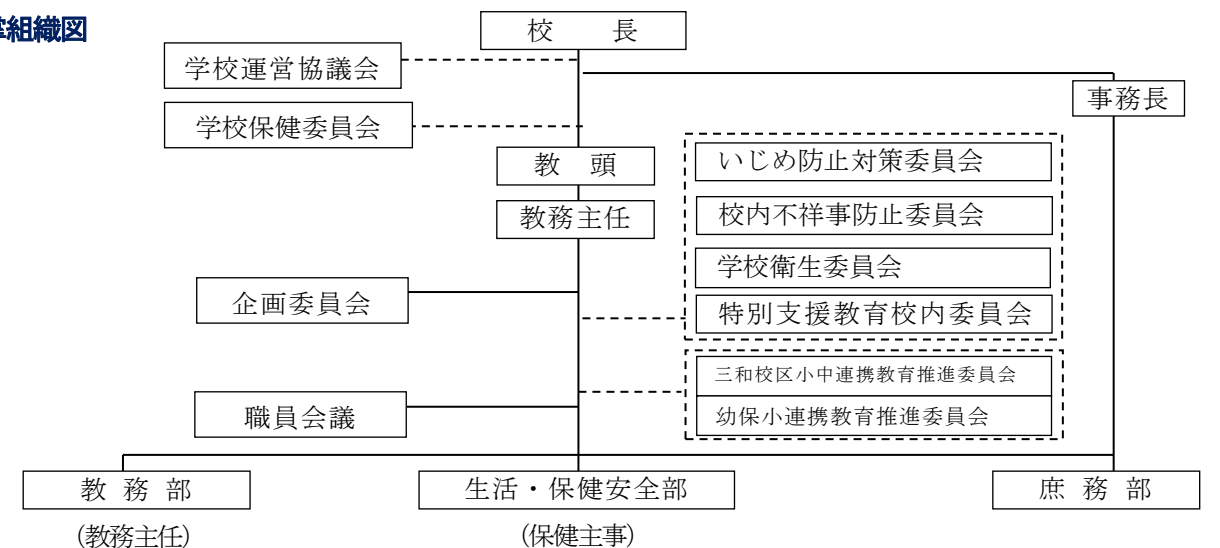 組織図
校　　長
学校運営協議会
事務長
学校保健委員会
いじめ防止対策委員会
教　頭
校内不祥事防止委員会
教務主任
学校衛生委員会
企画委員会
特別支援教育校内委員会
三和校区小中連携教育推進委員会
職員会議
幼保小連携教育推進委員会
教 務 部
生活・保健安全部
庶 務 部
(教務主任)
(保健主事)